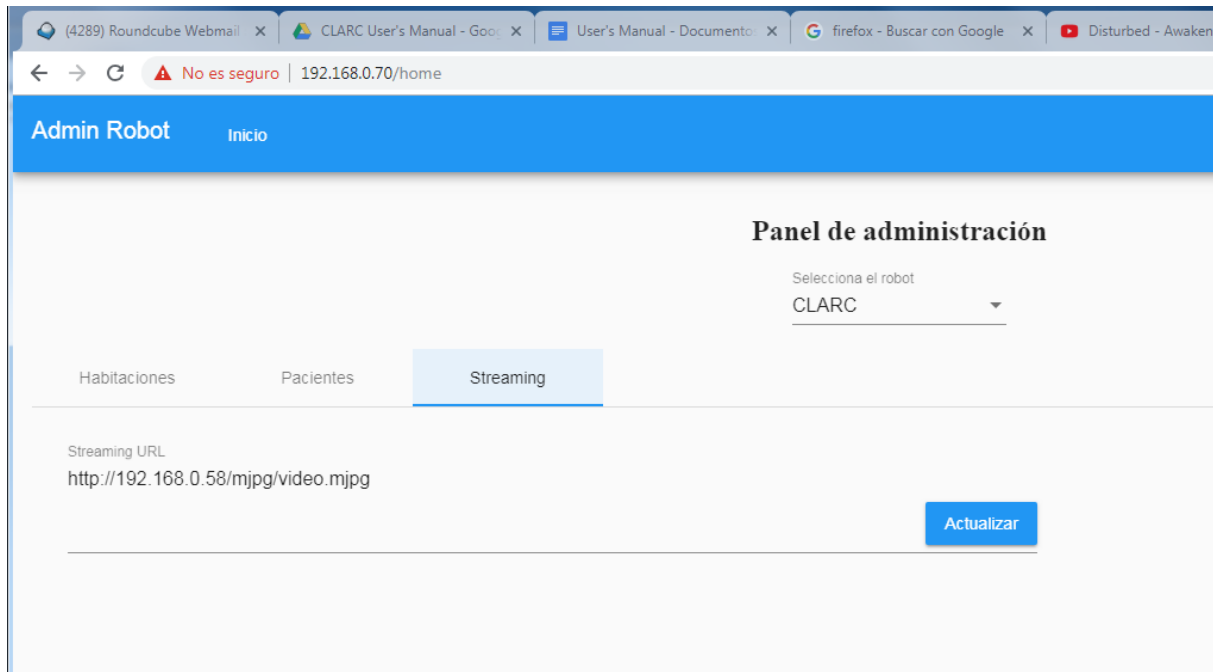 (4289) Roundcube Webmail
CLARC User's Manual - Goog
User's Manual - Documento
firefox - Buscar con Google
Disturbed - Awaken
No es seguro | 192.168.0.70/home
Admin Robot
Inicio
Panel de administración
Selecciona el robot
CLARC
Habitaciones
Pacientes
Streaming
Streaming URL
http://192.168.0.58/mjpg/video.mjpg
Actualizar